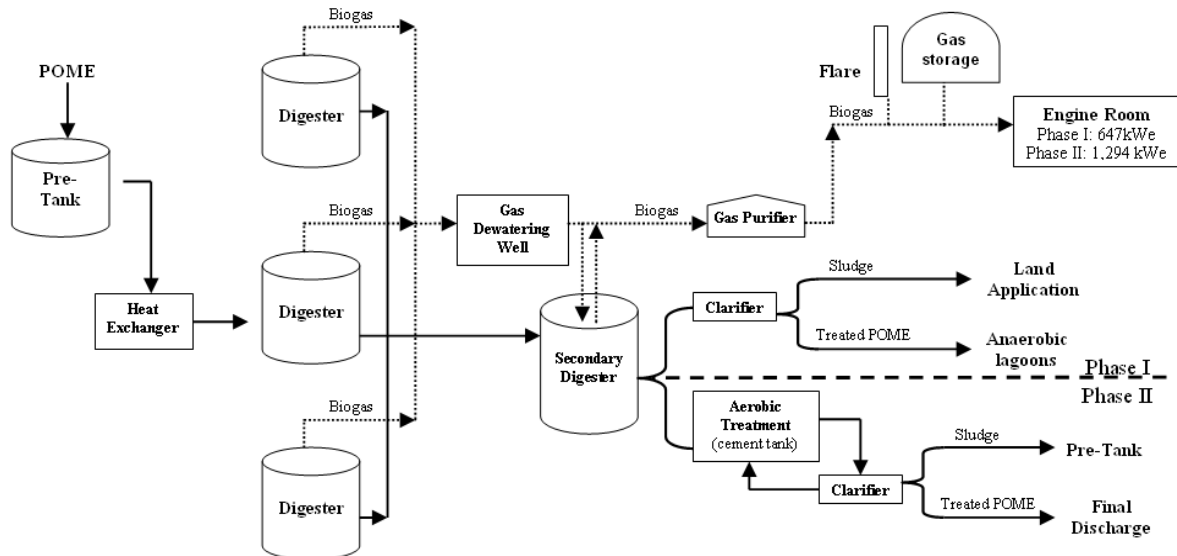 POME
Pre-
Tank
Heat
Exchanger
Biogas
Digester
Biogas
Digester
Biogas
Digester
Gas
Dewatering
Well
Biogas
Gas Purifier
Biogas
Flare
Gas
storage
Engine Room
Phase I: 647kWe
Phase II: 1,294 kWe
Secondary
Digester
Clarifier
Sludge
Land
Application
Treated POME
Anaerobic
lagoons
Phase I
Phase II
Aerobic
Treatment
(cement tank)
Clarifier
Sludge
Pre-Tank
Treated POME
Final
Discharge